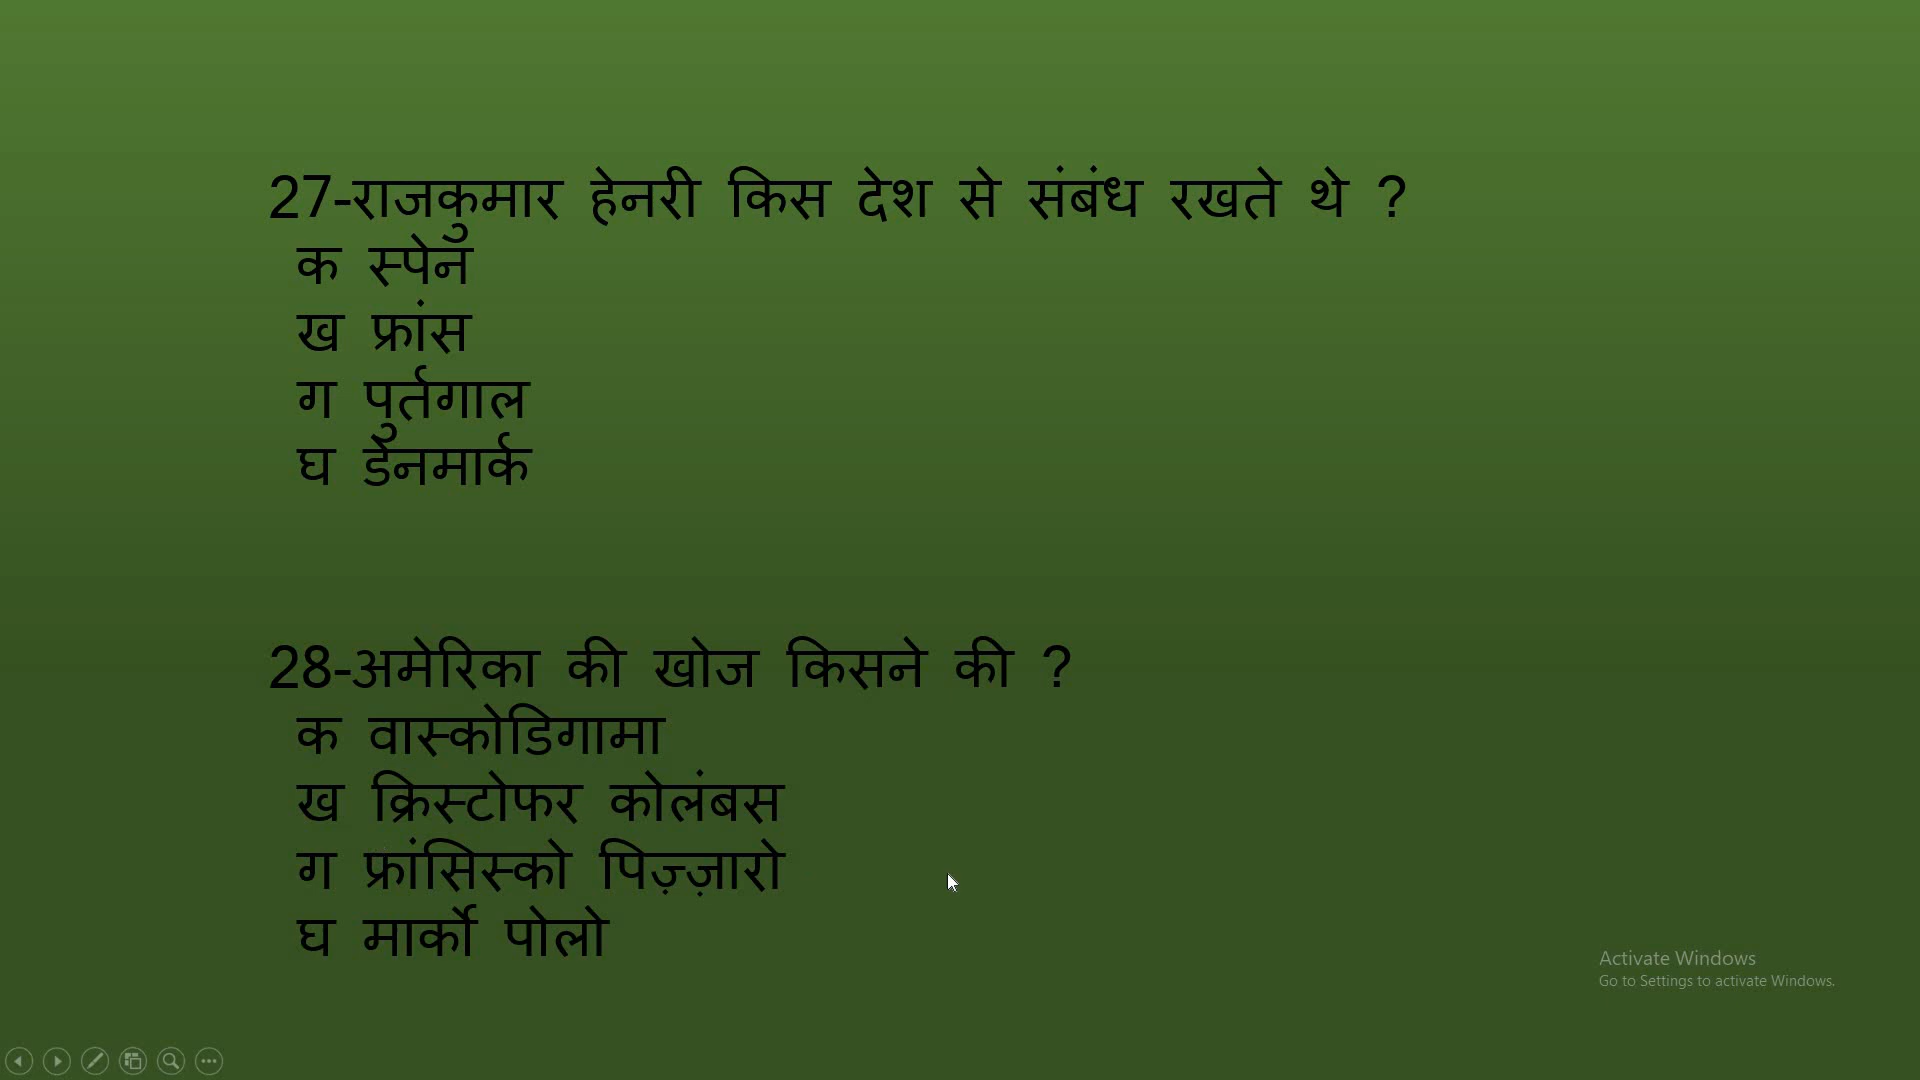 27-राजकुमार हेनरी किस देश से संबंध रखते थे ?
क स्पेन
ख फ्रांस
ग पुर्तगाल
घ डेनमार्क
28-अमेरिका की खोज किसने की ?
क वास्कोडिगामा
ख क्रिस्टोफर कोलंबस
ग फ्रांसिस्को पिज़्ज़ारो
घ मार्को पोलो
Activate Windows
Go to Settings to activate Windows.